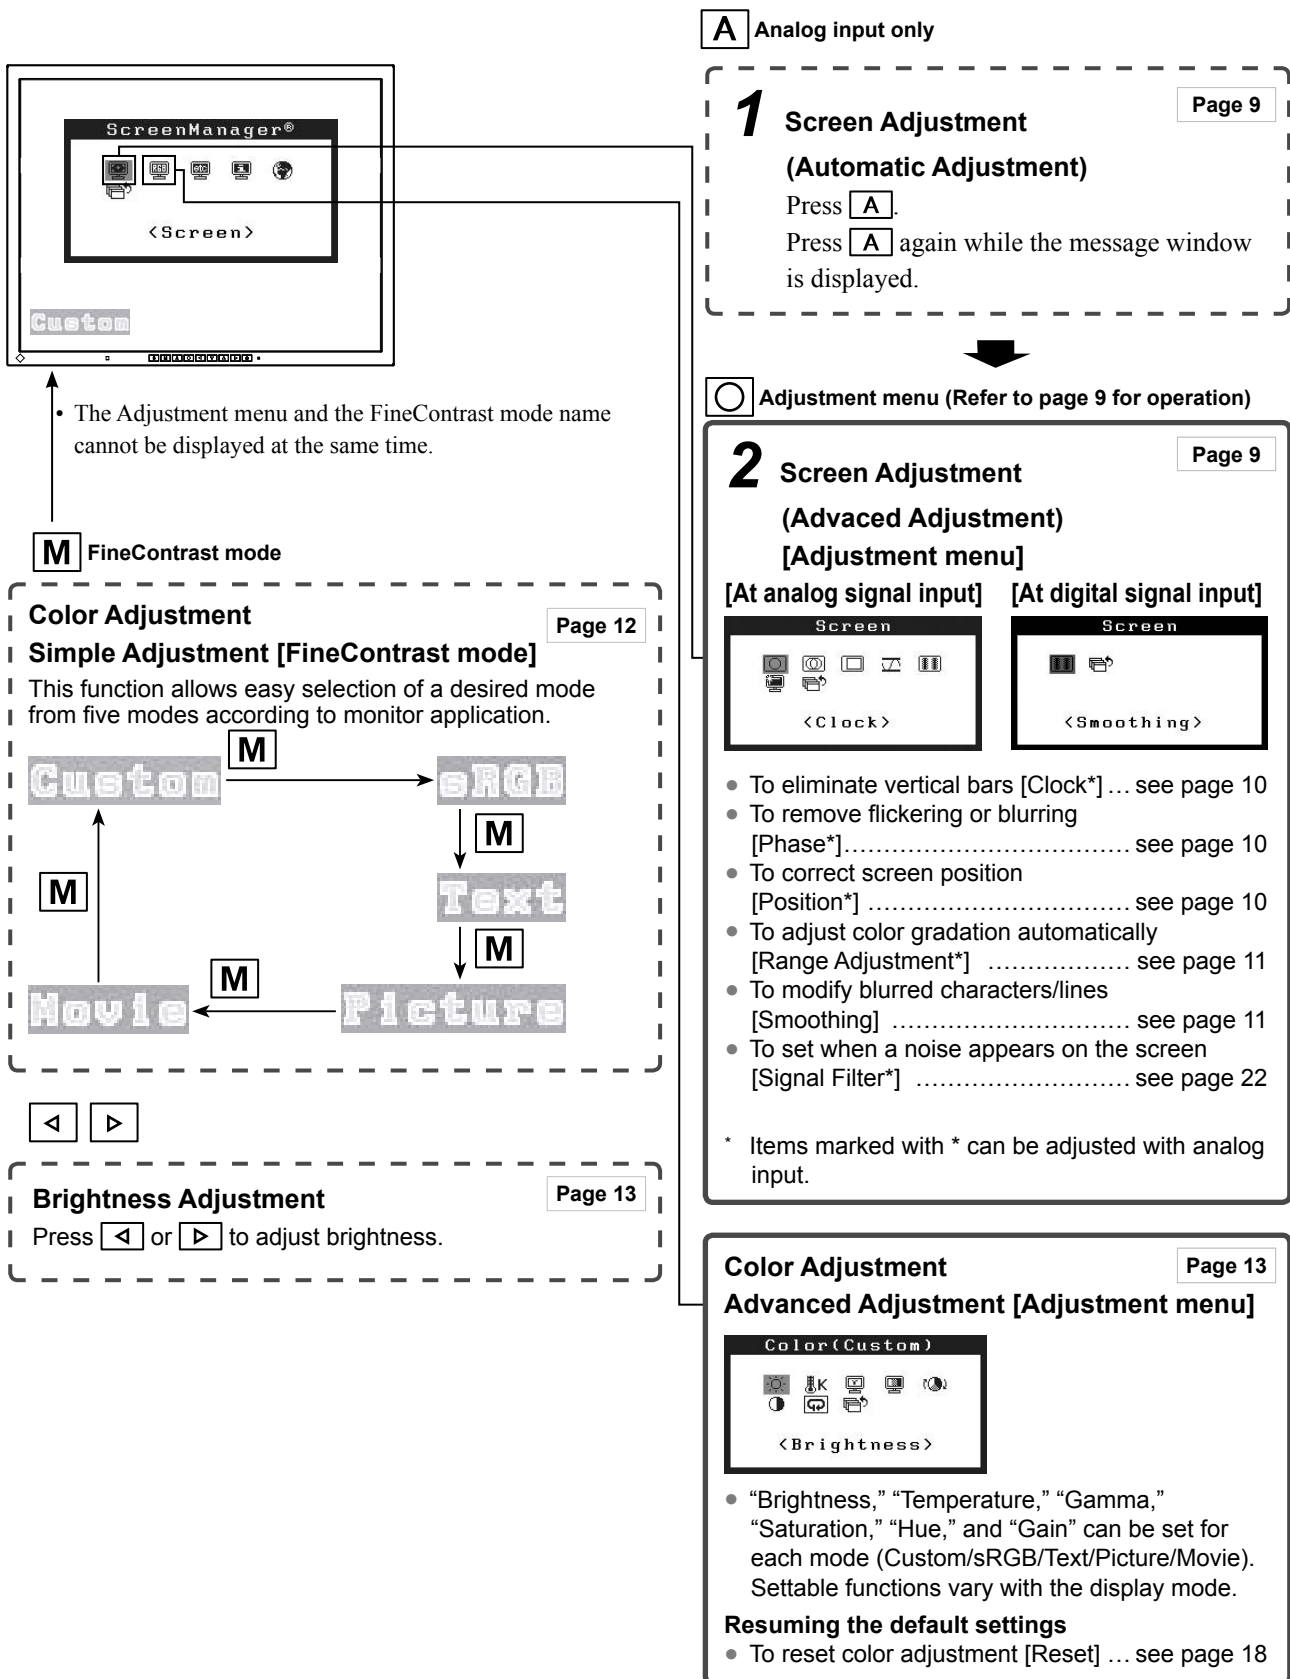 A Analog input only
ScreenManager®
<Screen>
Custom
1 Screen Adjustment
(Automatic Adjustment)
Page 9
Press A.
Press A again while the message window
is displayed.
• The Adjustment menu and the FineContrast mode name
cannot be displayed at the same time.
M FineContrast mode
Color Adjustment
Page 12
Simple Adjustment [FineContrast mode]
This function allows easy selection of a desired mode
from five modes according to monitor application.
Custom
M
sRGB
M
Text
M
Picture
M
Movie
M
Brightness Adjustment
Page 13
Press ◁ or ▷ to adjust brightness.
Adjustment menu (Refer to page 9 for operation)
2 Screen Adjustment
Page 9
(Advaced Adjustment)
[Adjustment menu]
[At analog signal input] [At digital signal input]
Screen
<Clock>
Screen
<Smoothing>
• To eliminate vertical bars [Clock*] … see page 10
• To remove flickering or blurring
[Phase*]……………………………… see page 10
• To correct screen position
[Position*] …………………………… see page 10
• To adjust color gradation automatically
[Range Adjustment*] ……………… see page 11
• To modify blurred characters/lines
[Smoothing] ………………………… see page 11
• To set when a noise appears on the screen
[Signal Filter*] ……………………… see page 22
* Items marked with * can be adjusted with analog
input.
Color Adjustment
Page 13
Advanced Adjustment [Adjustment menu]
Color(Custom)
K
<Brightness>
• “Brightness,” “Temperature,” “Gamma,”
“Saturation,” “Hue,” and “Gain” can be set for
each mode (Custom/sRGB/Text/Picture/Movie).
Settable functions vary with the display mode.
Resuming the default settings
• To reset color adjustment [Reset] … see page 18